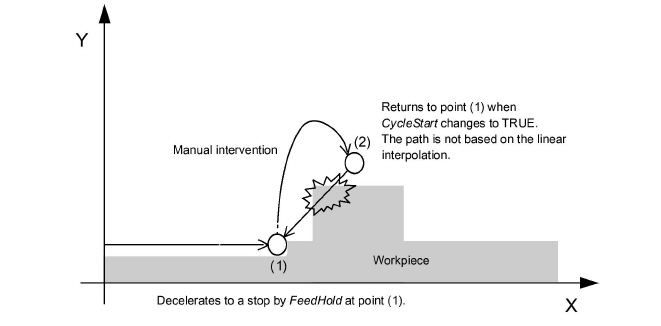 Y
Returns to point (1) when
CycleStart changes to TRUE.
The path is not based on the linear
interpolation.
(2)
Manual intervention
(1)
Workpiece
Decelerates to a stop by FeedHold at point (1).
X